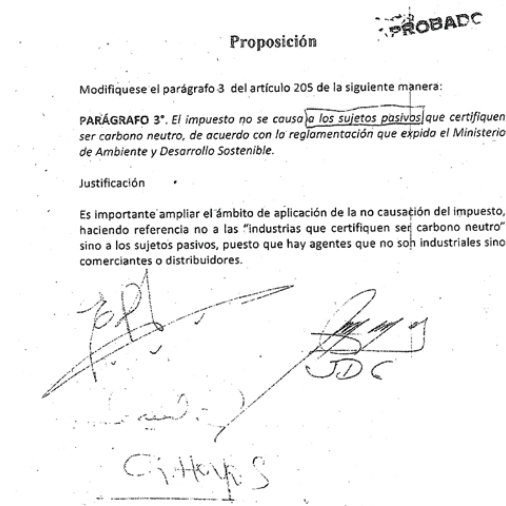 PROBADO
Proposición
Modifiquese el parágrafo 3 del artículo 205 de la siguiente manera:
PARÁGRAFO 3°. El impuesto no se causa a los sujetos pasivos que certifiquen
ser carbono neutro, de acuerdo con la reglamentación que expida el Ministerio
de Ambiente y Desarrollo Sostenible.
Justificación
Es importante ampliar el ámbito de aplicación de la no causación del impuesto,
haciendo referencia no a las "industrias que certifiquen ser carbono neutro"
sino a los sujetos pasivos, puesto que hay agentes que no son industriales sino
comerciantes o distribuidores.
JDC